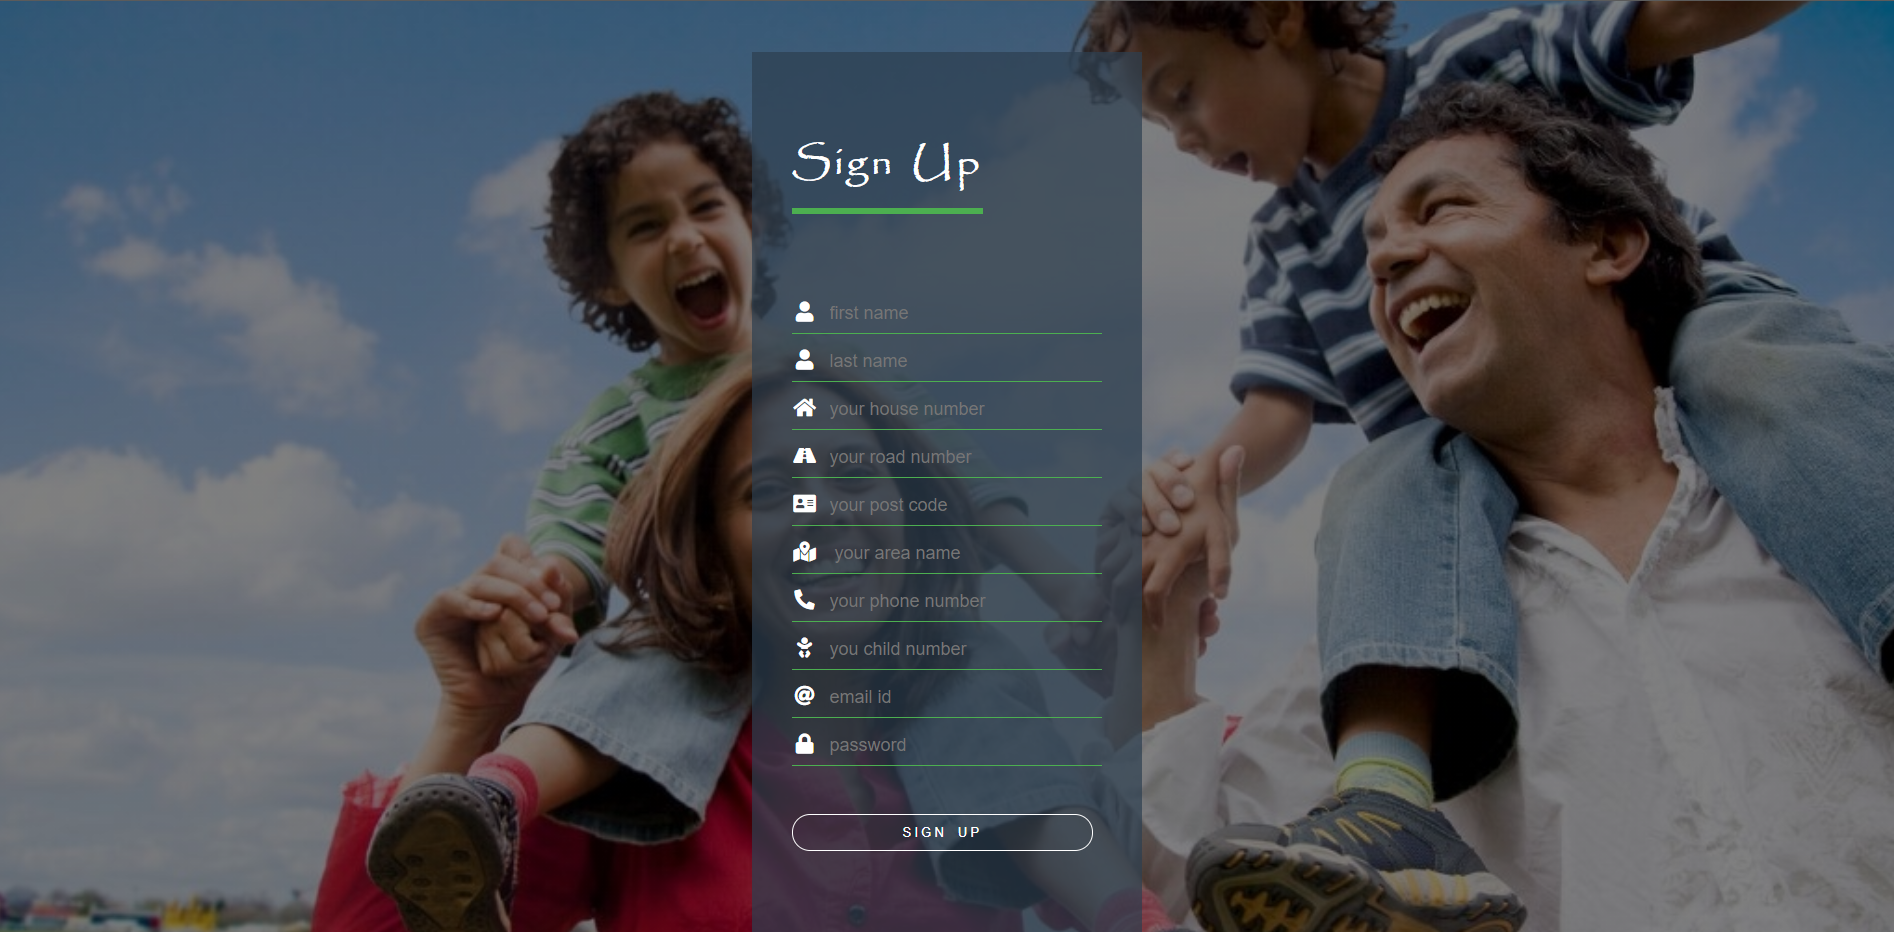 Sign Up
first name
last name
your house number
your road number
your post code
your area name
your phone number
you child number
email id
password
SIGN UP